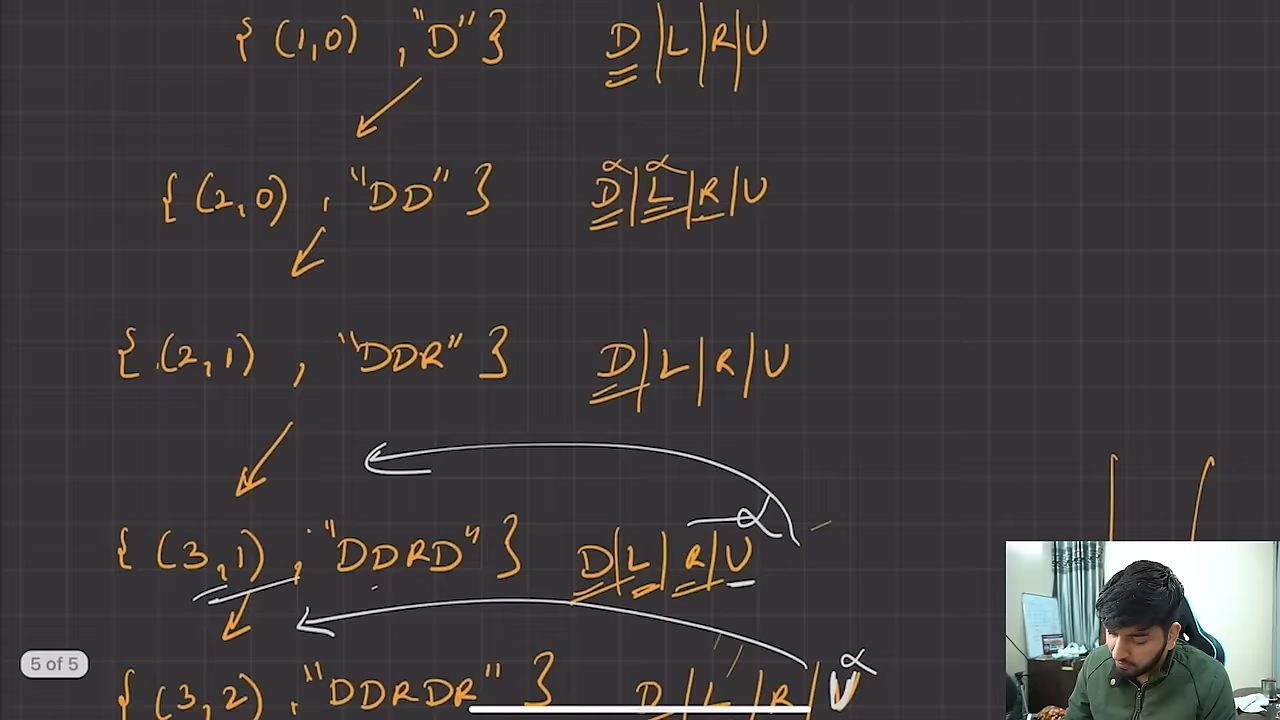 { (1,0) , "D" } D | L | R | U
{ (2,0) , "DD" } D | L | R | U
{ (2,1) , "DDR" } D | L | R | U
{ (3,1) , "DDRD" } D | L | R | U
{ (3,2) , "DDRDR" } D | L | R | U
5 of 5